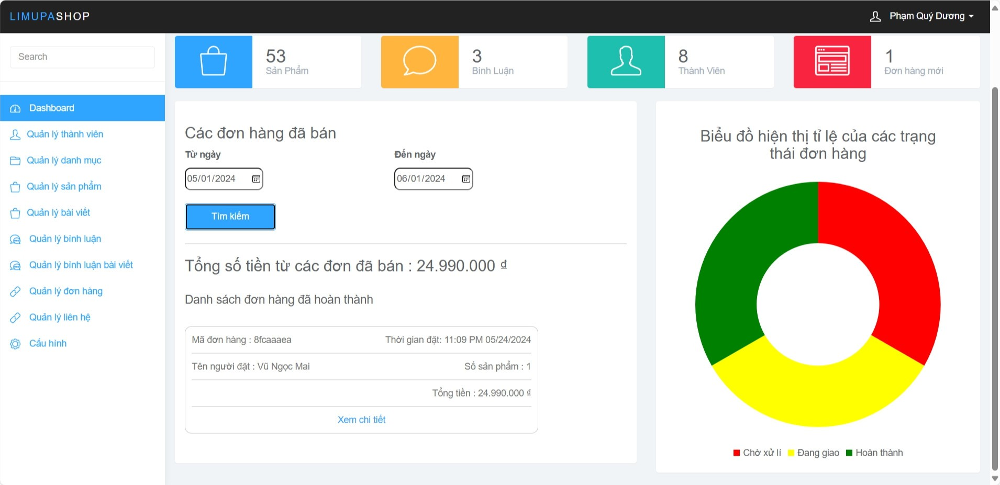 LIMUPASHOP
Phạm Quý Dương
Search
Dashboard
Quản lý thành viên
Quản lý danh mục
Quản lý sản phẩm
Quản lý bài viết
Quản lý bình luận
Quản lý bình luận bài viết
Quản lý đơn hàng
Quản lý liên hệ
Cấu hình
53
Sản Phẩm
3
Bình Luận
8
Thành Viên
1
Đơn hàng mới
Các đơn hàng đã bán
Từ ngày
Đến ngày
05/01/2024
06/01/2024
Tìm kiếm
Tổng số tiền từ các đơn đã bán : 24.990.000 ₫
Danh sách đơn hàng đã hoàn thành
Mã đơn hàng : 8fcaaaea
Thời gian đặt: 11:09 PM 05/24/2024
Tên người đặt : Vũ Ngọc Mai
Số sản phẩm : 1
Tổng tiền : 24.990.000 ₫
Xem chi tiết
Biểu đồ hiện thị tỉ lệ của các trạng
thái đơn hàng
Chờ xử lí
Đang giao
Hoàn thành